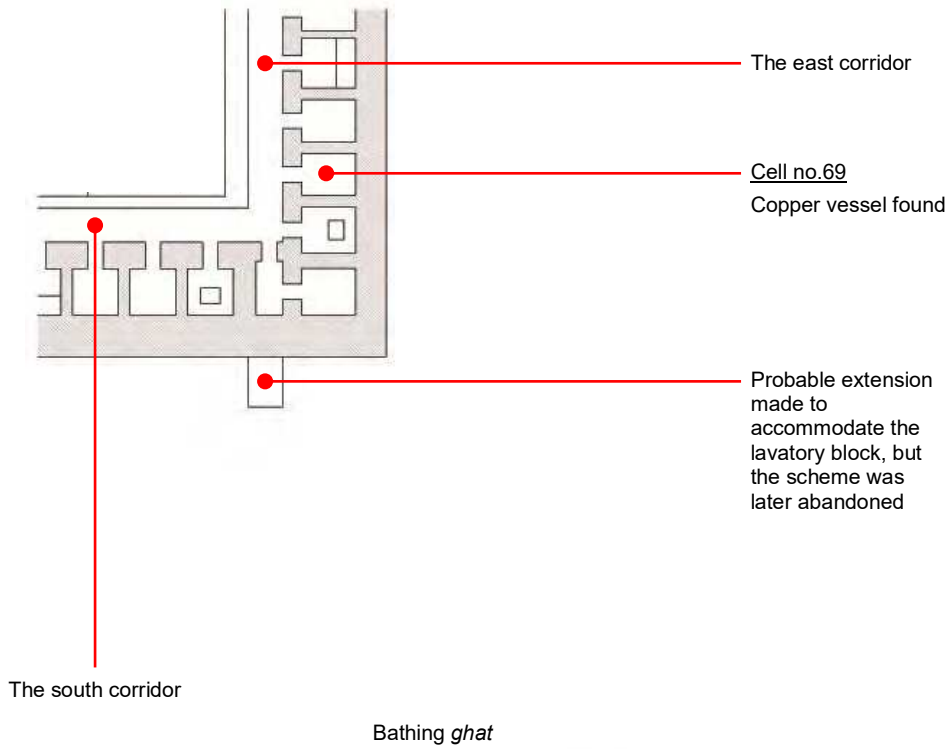 The east corridor
Cell no.69
Copper vessel found
Probable extension
made to
accommodate the
lavatory block, but
the scheme was
later abandoned
The south corridor
Bathing ghat